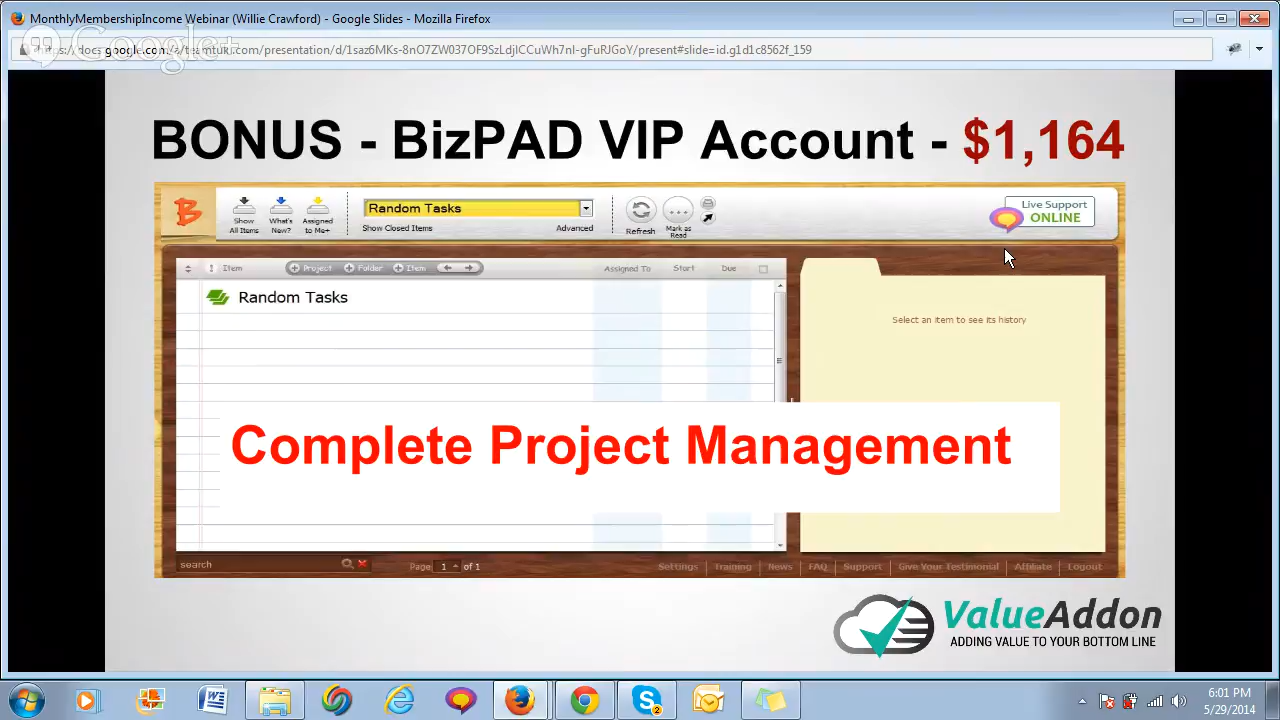 MonthlyMembershipIncome Webinar (Willie Crawford) - Google Slides - Mozilla Firefox
Google+
BONUS - BizPAD VIP Account - $1,164
B
Show
All Items
What's
New?
Assigned
to Me+
Random Tasks
Show Closed Items
Advanced
Refresh
Mark as
Read
Live Support
ONLINE
! Item
Project
Folder
Item
Assigned To
Start
Due
Random Tasks
Select an item to see its history
Complete Project Management
search
Page 1 of 1
Settings
Training
News
FAQ
Support
Give Your Testimonial
Affiliate
Logout
ValueAddon
ADDING VALUE TO YOUR BOTTOM LINE
2
6:01 PM
5/29/2014